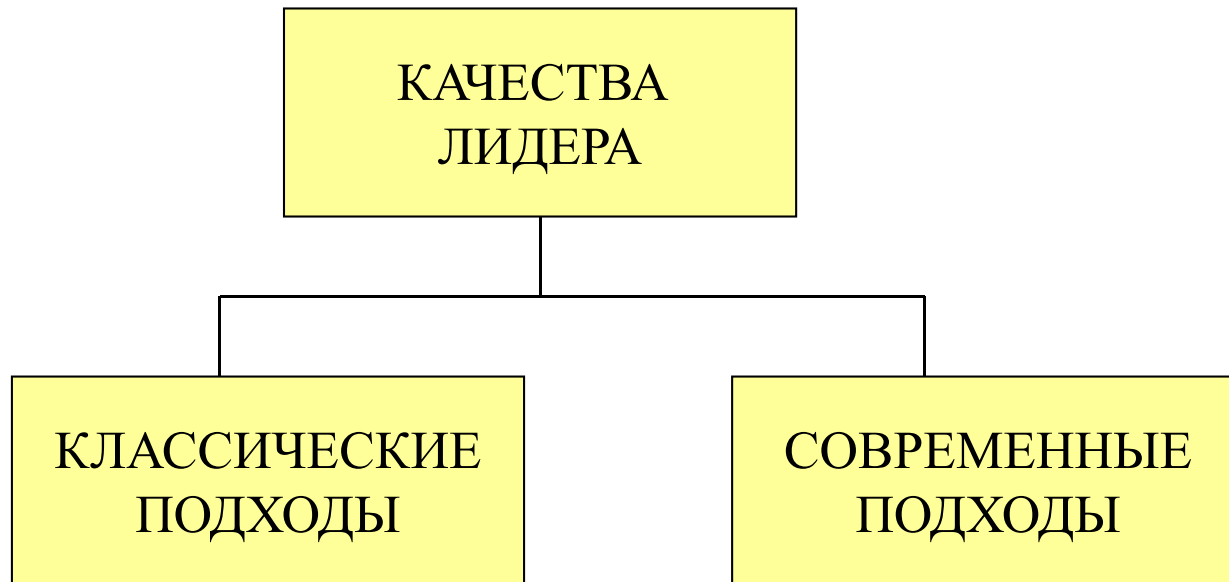 КАЧЕСТВА
ЛИДЕРА
КЛАССИЧЕСКИЕ
ПОДХОДЫ
СОВРЕМЕННЫЕ
ПОДХОДЫ